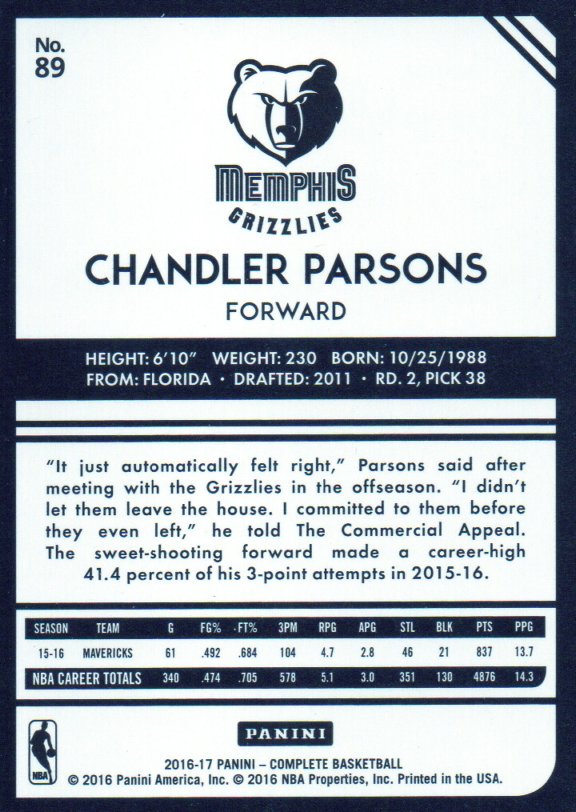 No.
89
MEMPHIS
GRIZZLIES
CHANDLER PARSONS
FORWARD
HEIGHT: 6'10" WEIGHT: 230 BORN: 10/25/1988
FROM: FLORIDA · DRAFTED: 2011 · RD. 2, PICK 38
“It just automatically felt right,” Parsons said after
meeting with the Grizzlies in the offseason. “I didn’t
let them leave the house. I committed to them before
they even left,” he told The Commercial Appeal.
The sweet-shooting forward made a career-high
41.4 percent of his 3-point attempts in 2015-16.
SEASON TEAM G FG% FT% 3PM RPG APG STL BLK PTS PPG
15-16 MAVERICKS 61 .492 .684 104 4.7 2.8 46 21 837 13.7
NBA CAREER TOTALS 340 .474 .705 578 5.1 3.0 351 130 4876 14.3
PANINI
NBA
2016-17 PANINI – COMPLETE BASKETBALL
© 2016 Panini America, Inc. © 2016 NBA Properties, Inc. Printed in the USA.